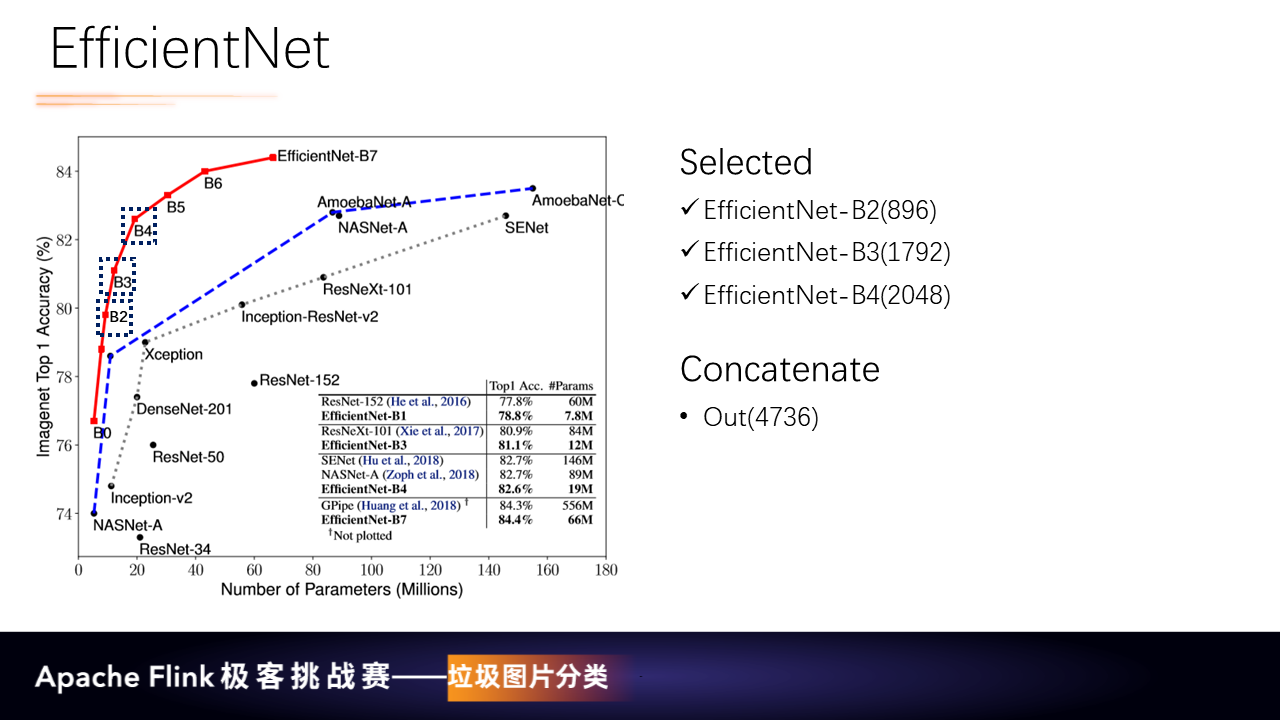 EfficientNet
84
82
80
78
76
74
Imagenet Top 1 Accuracy (%)
EfficientNet-B7
B6
B5
B4
B3
B2
B0
AmoebaNet-A
AmoebaNet-C
NASNet-A
SENet
ResNeXt-101
Inception-ResNet-v2
Xception
ResNet-152
DenseNet-201
ResNet-50
Inception-v2
NASNet-A
ResNet-34
Top1 Acc. #Params
ResNet-152 (He et al., 2016) 77.8% 60M
EfficientNet-B1 78.8% 7.8M
ResNeXt-101 (Xie et al., 2017) 80.9% 84M
EfficientNet-B3 81.1% 12M
SENet (Hu et al., 2018) 82.7% 146M
NASNet-A (Zoph et al., 2018) 82.7% 89M
EfficientNet-B4 82.6% 19M
GPipe (Huang et al., 2018) † 84.3% 556M
EfficientNet-B7 84.4% 66M
†Not plotted
0 20 40 60 80 100 120 140 160 180
Number of Parameters (Millions)
Selected
✓ EfficientNet-B2(896)
✓ EfficientNet-B3(1792)
✓ EfficientNet-B4(2048)
Concatenate
• Out(4736)
Apache Flink 极客挑战赛——垃圾图片分类